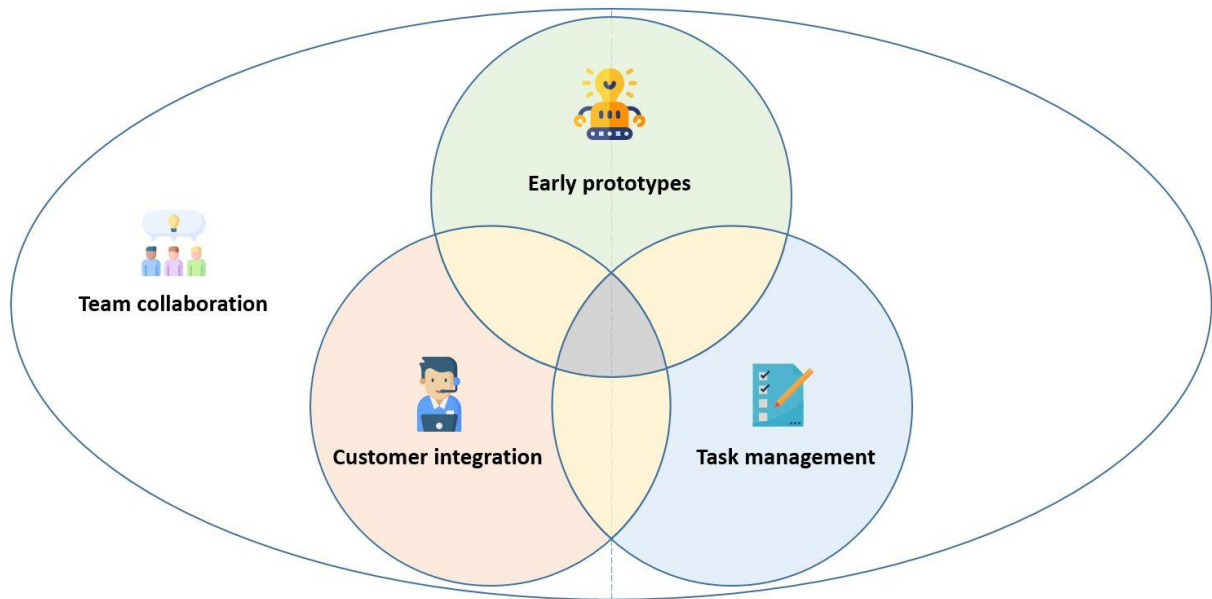 Early prototypes
Team collaboration
Customer integration
Task management